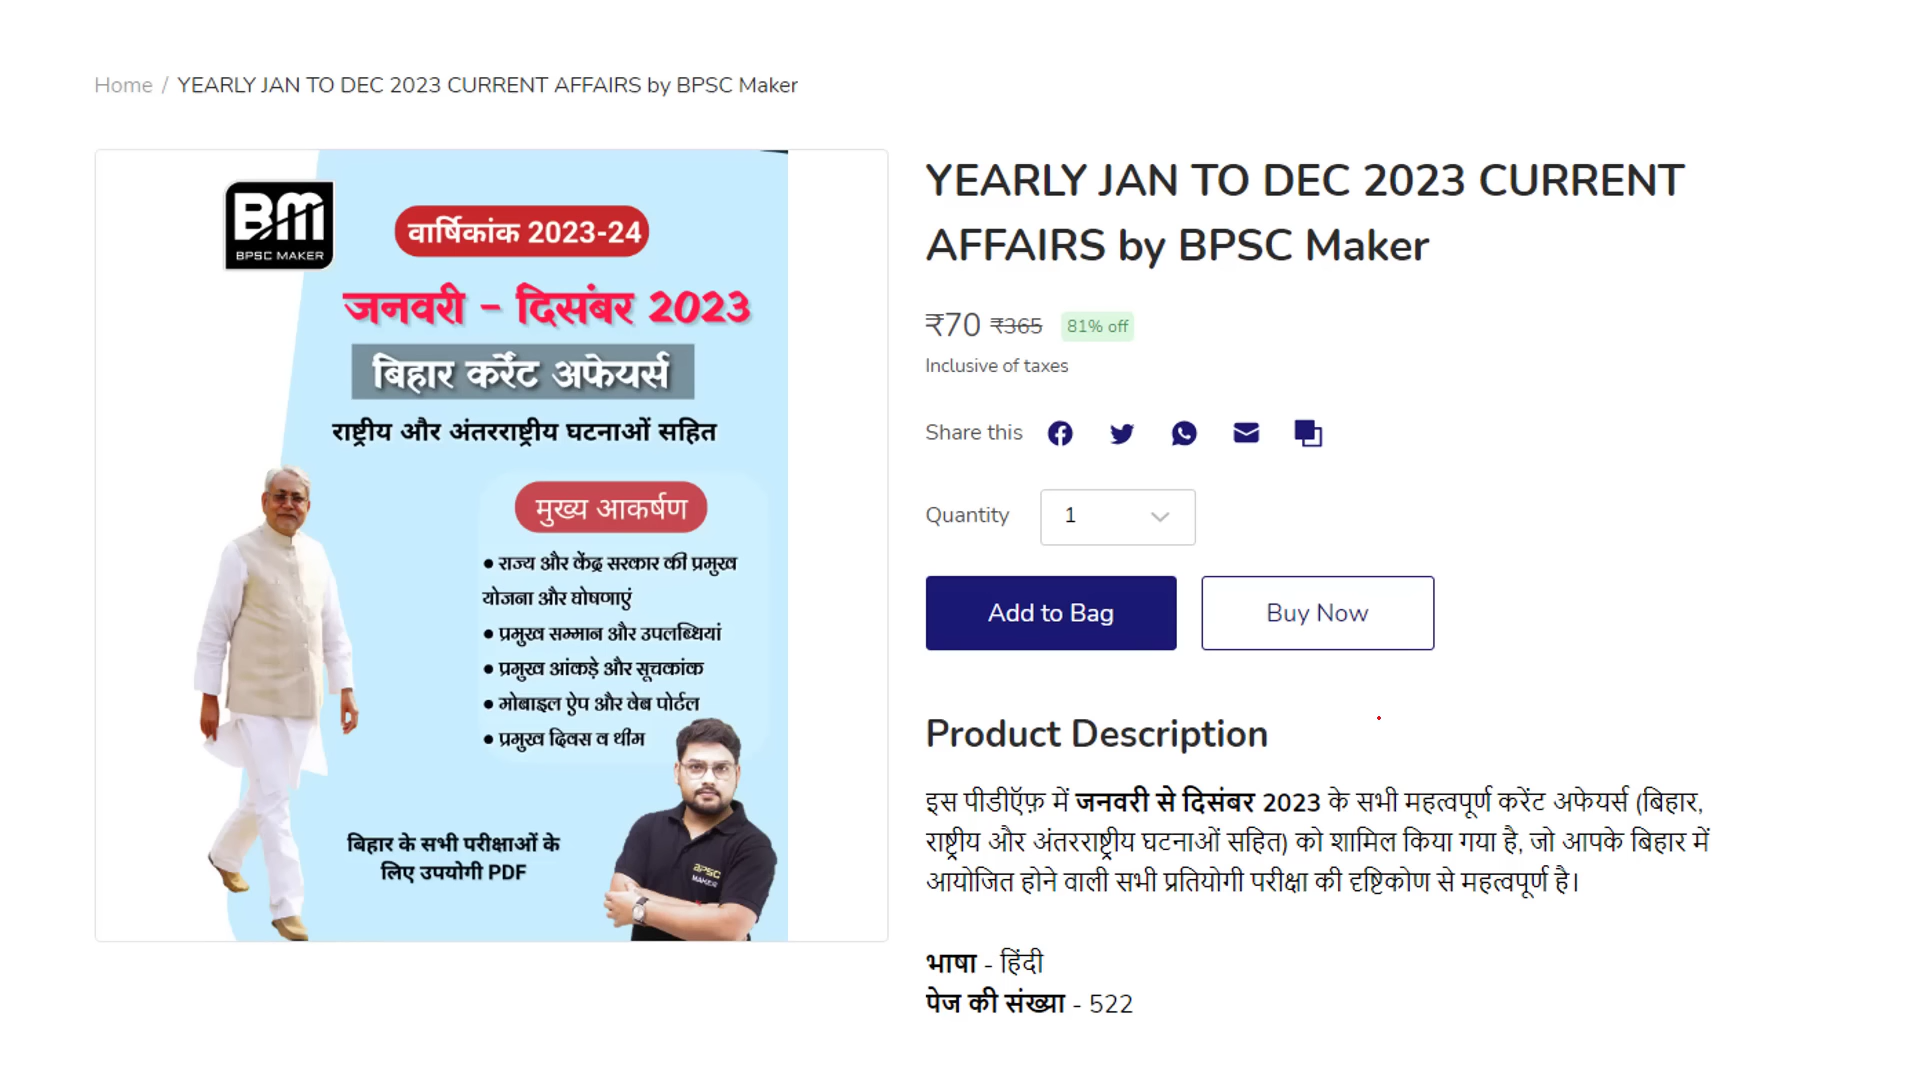 Home / YEARLY JAN TO DEC 2023 CURRENT AFFAIRS by BPSC Maker
BM
BPSC MAKER
वार्षिकांक 2023-24
जनवरी - दिसंबर 2023
बिहार करेंट अफेयर्स
राष्ट्रीय और अंतरराष्ट्रीय घटनाओं सहित
मुख्य आकर्षण
• राज्य और केंद्र सरकार की प्रमुख
योजना और घोषणाएं
• प्रमुख सम्मान और उपलब्धियां
• प्रमुख आंकड़े और सूचकांक
• मोबाइल ऐप और वेब पोर्टल
• प्रमुख दिवस व थीम
BPSC
MAKER
बिहार के सभी परीक्षाओं के
लिए उपयोगी PDF
YEARLY JAN TO DEC 2023 CURRENT
AFFAIRS by BPSC Maker
₹70 ₹365 81% off
Inclusive of taxes
Share this
Quantity 1
Add to Bag Buy Now
Product Description
इस पीडीऍफ़ में जनवरी से दिसंबर 2023 के सभी महत्वपूर्ण करेंट अफेयर्स (बिहार,
राष्ट्रीय और अंतरराष्ट्रीय घटनाओं सहित) को शामिल किया गया है, जो आपके बिहार में
आयोजित होने वाली सभी प्रतियोगी परीक्षा की दृष्टिकोण से महत्वपूर्ण है।
भाषा - हिंदी
पेज की संख्या - 522